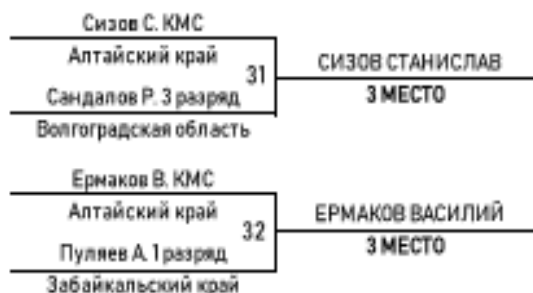 Сизов С. КМС
Алтайский край
31
СИЗОВ СТАНИСЛАВ
Сандалов Р. 3 разряд
3 МЕСТО
Волгоградская область
Ермаков В. КМС
Алтайский край
32
ЕРМАКОВ ВАСИЛИЙ
Пуляев А. 1 разряд
3 МЕСТО
Забайкальский край